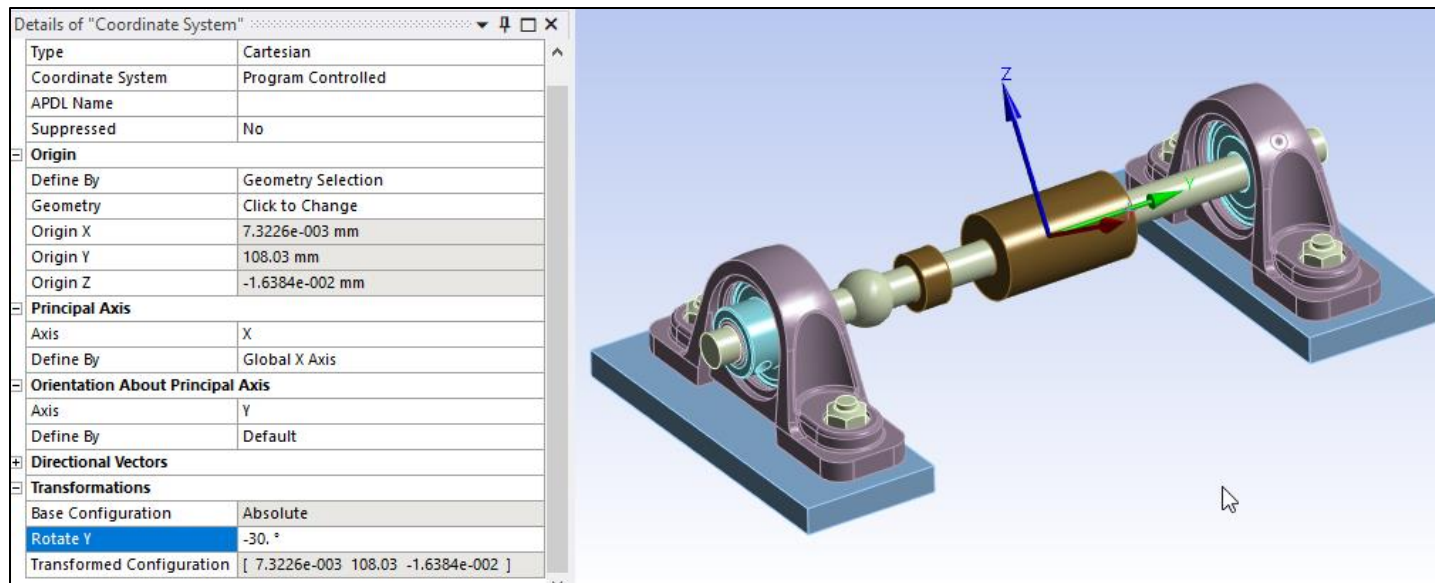 Details of "Coordinate System"
Type Cartesian
Coordinate System Program Controlled
APDL Name
Suppressed No
Origin
Define By Geometry Selection
Geometry Click to Change
Origin X 7.3226e-003 mm
Origin Y 108.03 mm
Origin Z -1.6384e-002 mm
Principal Axis
Axis X
Define By Global X Axis
Orientation About Principal Axis
Axis Y
Define By Default
Directional Vectors
Transformations
Base Configuration Absolute
Rotate Y -30. °
Transformed Configuration [ 7.3226e-003 108.03 -1.6384e-002 ]
Z
Y